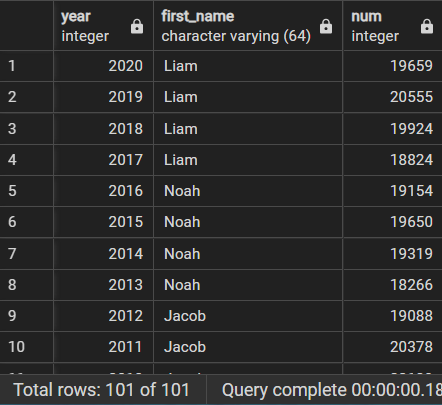 year first_name num
integer character varying (64) integer
1 2020 Liam 19659
2 2019 Liam 20555
3 2018 Liam 19924
4 2017 Liam 18824
5 2016 Noah 19154
6 2015 Noah 19650
7 2014 Noah 19319
8 2013 Noah 18266
9 2012 Jacob 19088
10 2011 Jacob 20378
Total rows: 101 of 101 Query complete 00:00:00.18